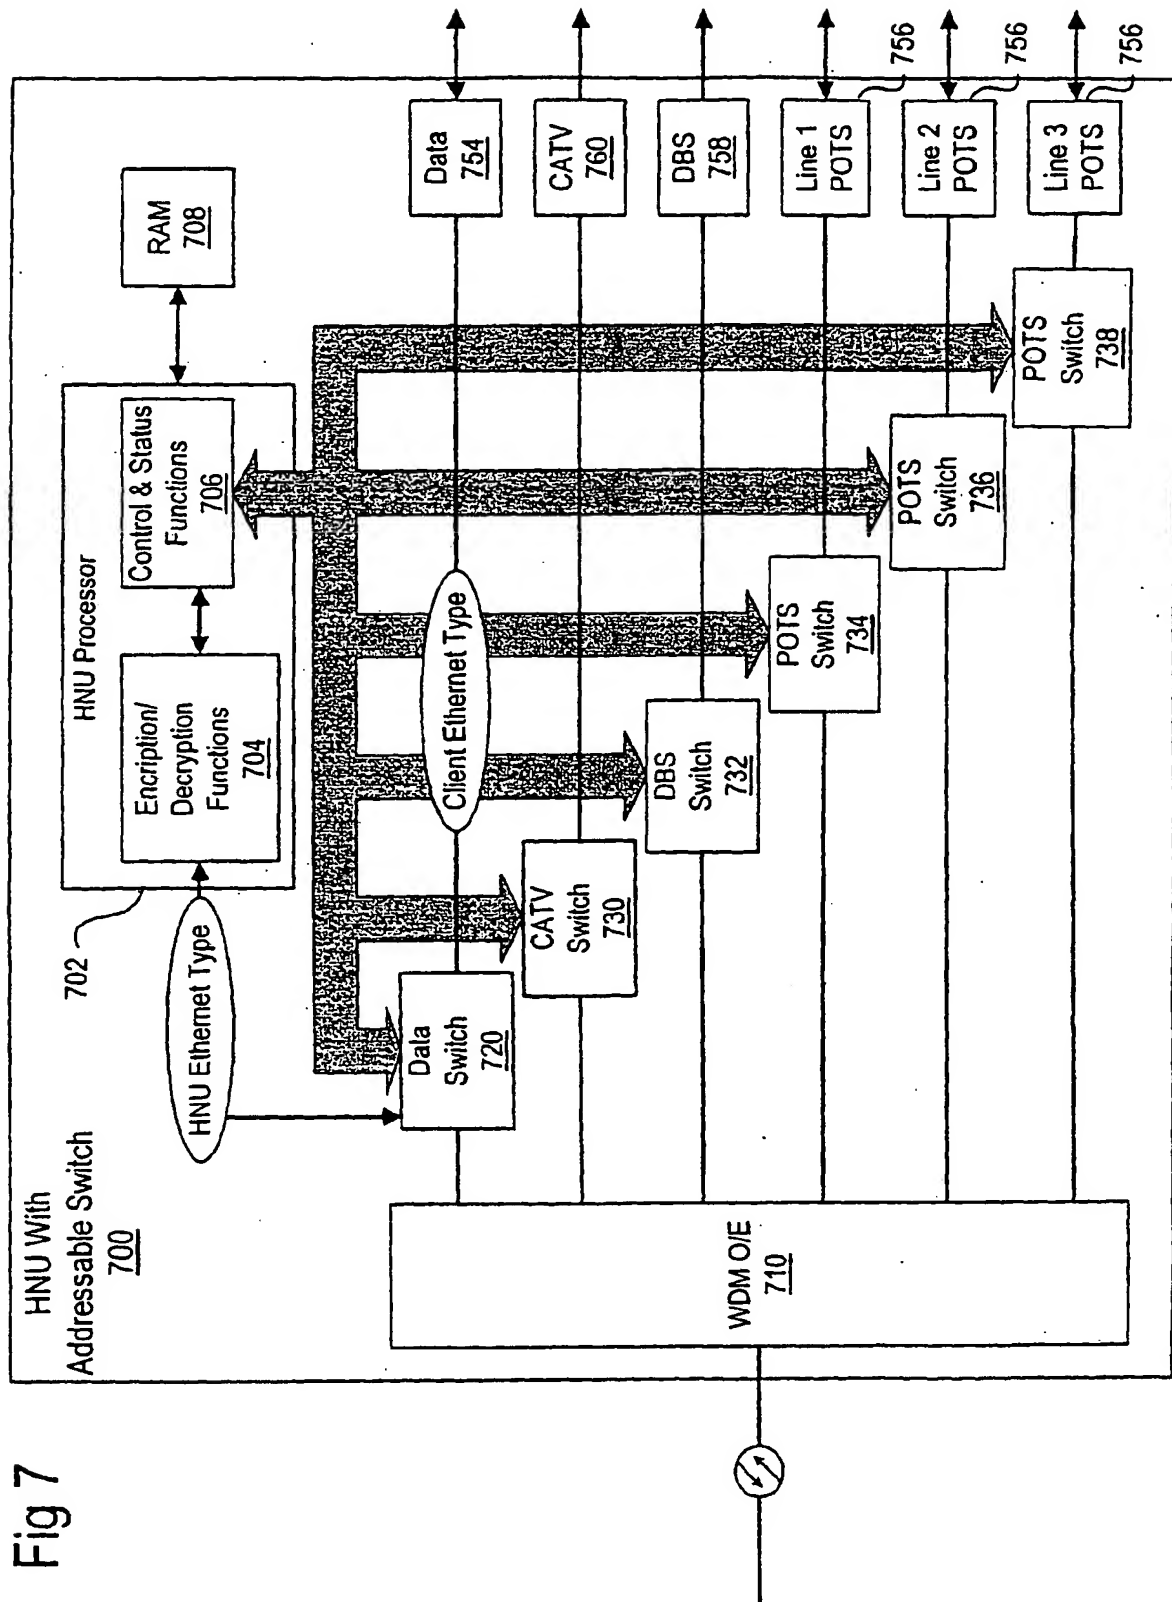 Fig 7
HNU With
Addressable Switch
700
702
HNU Processor
HNU Ethernet Type
Encription/
Decryption
Functions
704
Control & Status
Functions
706
RAM
708
WDM O/E
710
Data
Switch
720
Client Ethernet Type
Data
754
CATV
Switch
730
CATV
760
DBS
Switch
732
DBS
758
POTS
Switch
734
Line 1
POTS
756
POTS
Switch
736
Line 2
POTS
756
POTS
Switch
738
Line 3
POTS
756